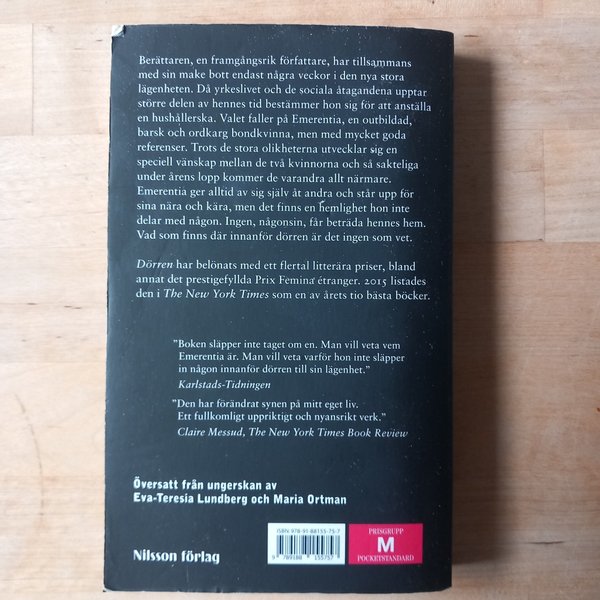 Berättaren, en framgångsrik författare, har tillsammans
med sin make bott endast några veckor i den nya stora
lägenheten. Då yrkeslivet och de sociala åtagandena upptar
större delen av hennes tid bestämmer hon sig för att anställa
en hushållerska. Valet faller på Emerentia, en outbildad,
barsk och ordkarg bondkvinna, men med mycket goda
referenser. Trots de stora olikheterna utvecklar sig en
speciell vänskap mellan de två kvinnorna och så sakteliga
under årens lopp kommer de varandra allt närmare.
Emerentia ger alltid av sig själv åt andra och står upp för
sina nära och kära, men det finns en hemlighet hon inte
delar med någon. Ingen, någonsin, får beträda hennes hem.
Vad som finns där innanför dörren är det ingen som vet.
Dörren har belönats med ett flertal litterära priser, bland
annat det prestigefyllda Prix Femina étranger. 2015 listades
den i The New York Times som en av årets tio bästa böcker.
”Boken släpper inte taget om en. Man vill veta vem
Emerentia är. Man vill veta varför hon inte släpper
in någon innanför dörren till sin lägenhet.”
Karlstads-Tidningen
”Den har förändrat synen på mitt eget liv.
Ett fullkomligt uppriktigt och nyansrikt verk.”
Claire Messud, The New York Times Book Review
Översatt från ungerskan av
Eva-Teresia Lundberg och Maria Ortman
Nilsson förlag
ISBN: 978-91-88155-75-7
9 789188 155757
PRISGRUPP
M
POCKETSTANDARD